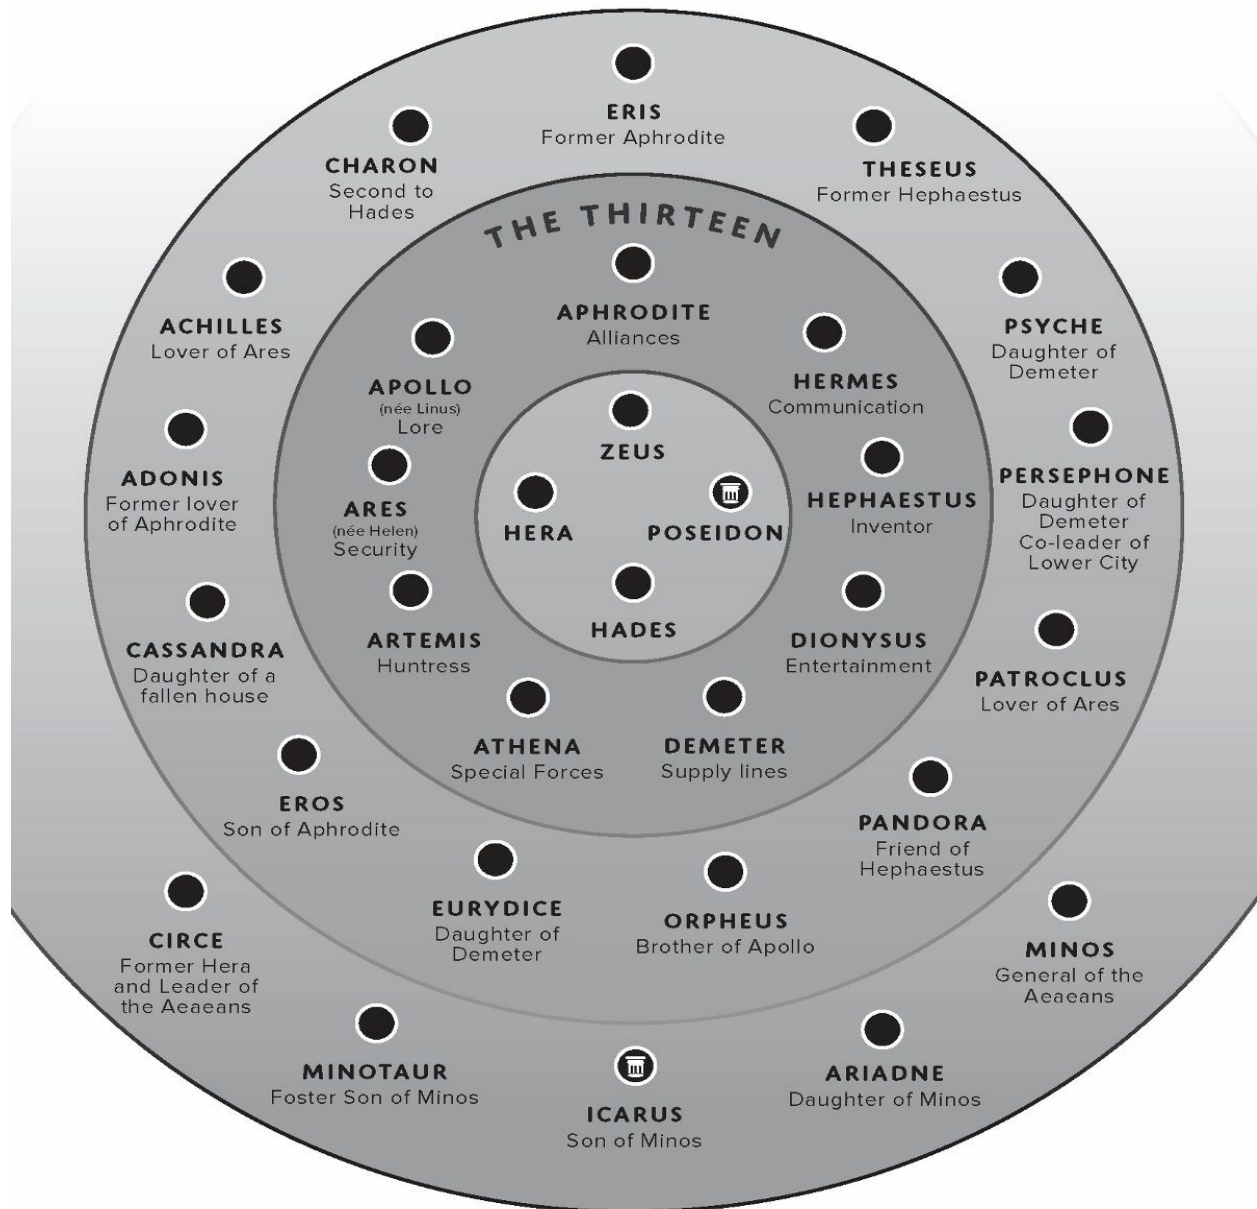 ERIS
Former Aphrodite
CHARON
Second to
Hades
THESEUS
Former Hephaestus
THE THIRTEEN
ACHILLES
Lover of Ares
APHRODITE
Alliances
PSYCHE
Daughter of
Demeter
APOLLO
(née Linus)
Lore
HERMES
Communication
ZEUS
ADONIS
Former lover
of Aphrodite
ARES
(née Helen)
Security
HERA
POSEIDON
HEPHAESTUS
Inventor
PERSEPHONE
Daughter of
Demeter
Co-leader of
Lower City
HADES
CASSANDRA
Daughter of a
fallen house
ARTEMIS
Huntress
DIONYSUS
Entertainment
PATROCLUS
Lover of Ares
ATHENA
Special Forces
DEMETER
Supply lines
EROS
Son of Aphrodite
PANDORA
Friend of
Hephaestus
EURYDICE
Daughter of
Demeter
ORPHEUS
Brother of Apollo
CIRCE
Former Hera
and Leader of
the Aeaeans
MINOS
General of the
Aeaeans
MINOTAUR
Foster Son of Minos
ICARUS
Son of Minos
ARIADNE
Daughter of Minos